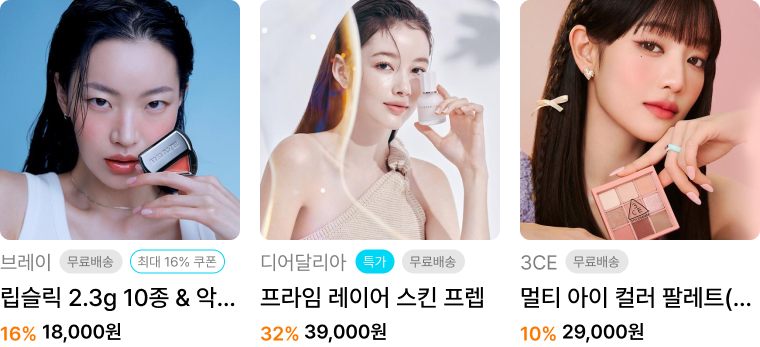 브레이 무료배송 최대 16% 쿠폰
립슬릭 2.3g 10종 & 악...
16% 18,000원
디어달리아 특가 무료배송
프라임 레이어 스킨 프렙
32% 39,000원
3CE
3CE 무료배송
멀티 아이 컬러 팔레트(...
10% 29,000원